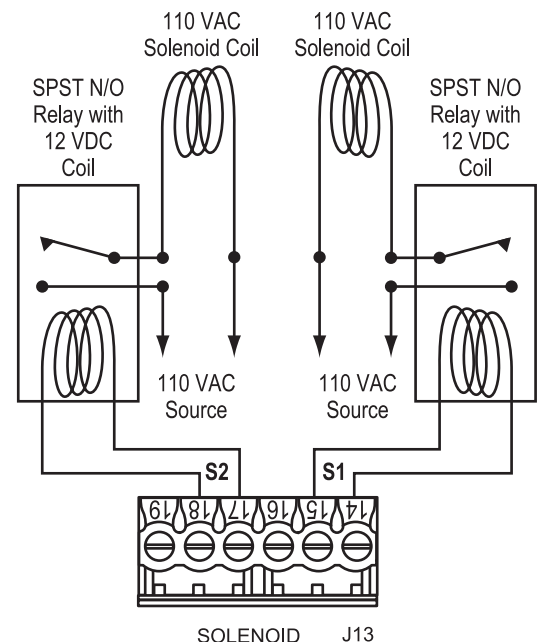 110 VAC
Solenoid Coil
110 VAC
Solenoid Coil
SPST N/O
Relay with
12 VDC
Coil
SPST N/O
Relay with
12 VDC
Coil
110 VAC
Source
110 VAC
Source
S2
S1
19 18 17 16 15 14
SOLENOID J13